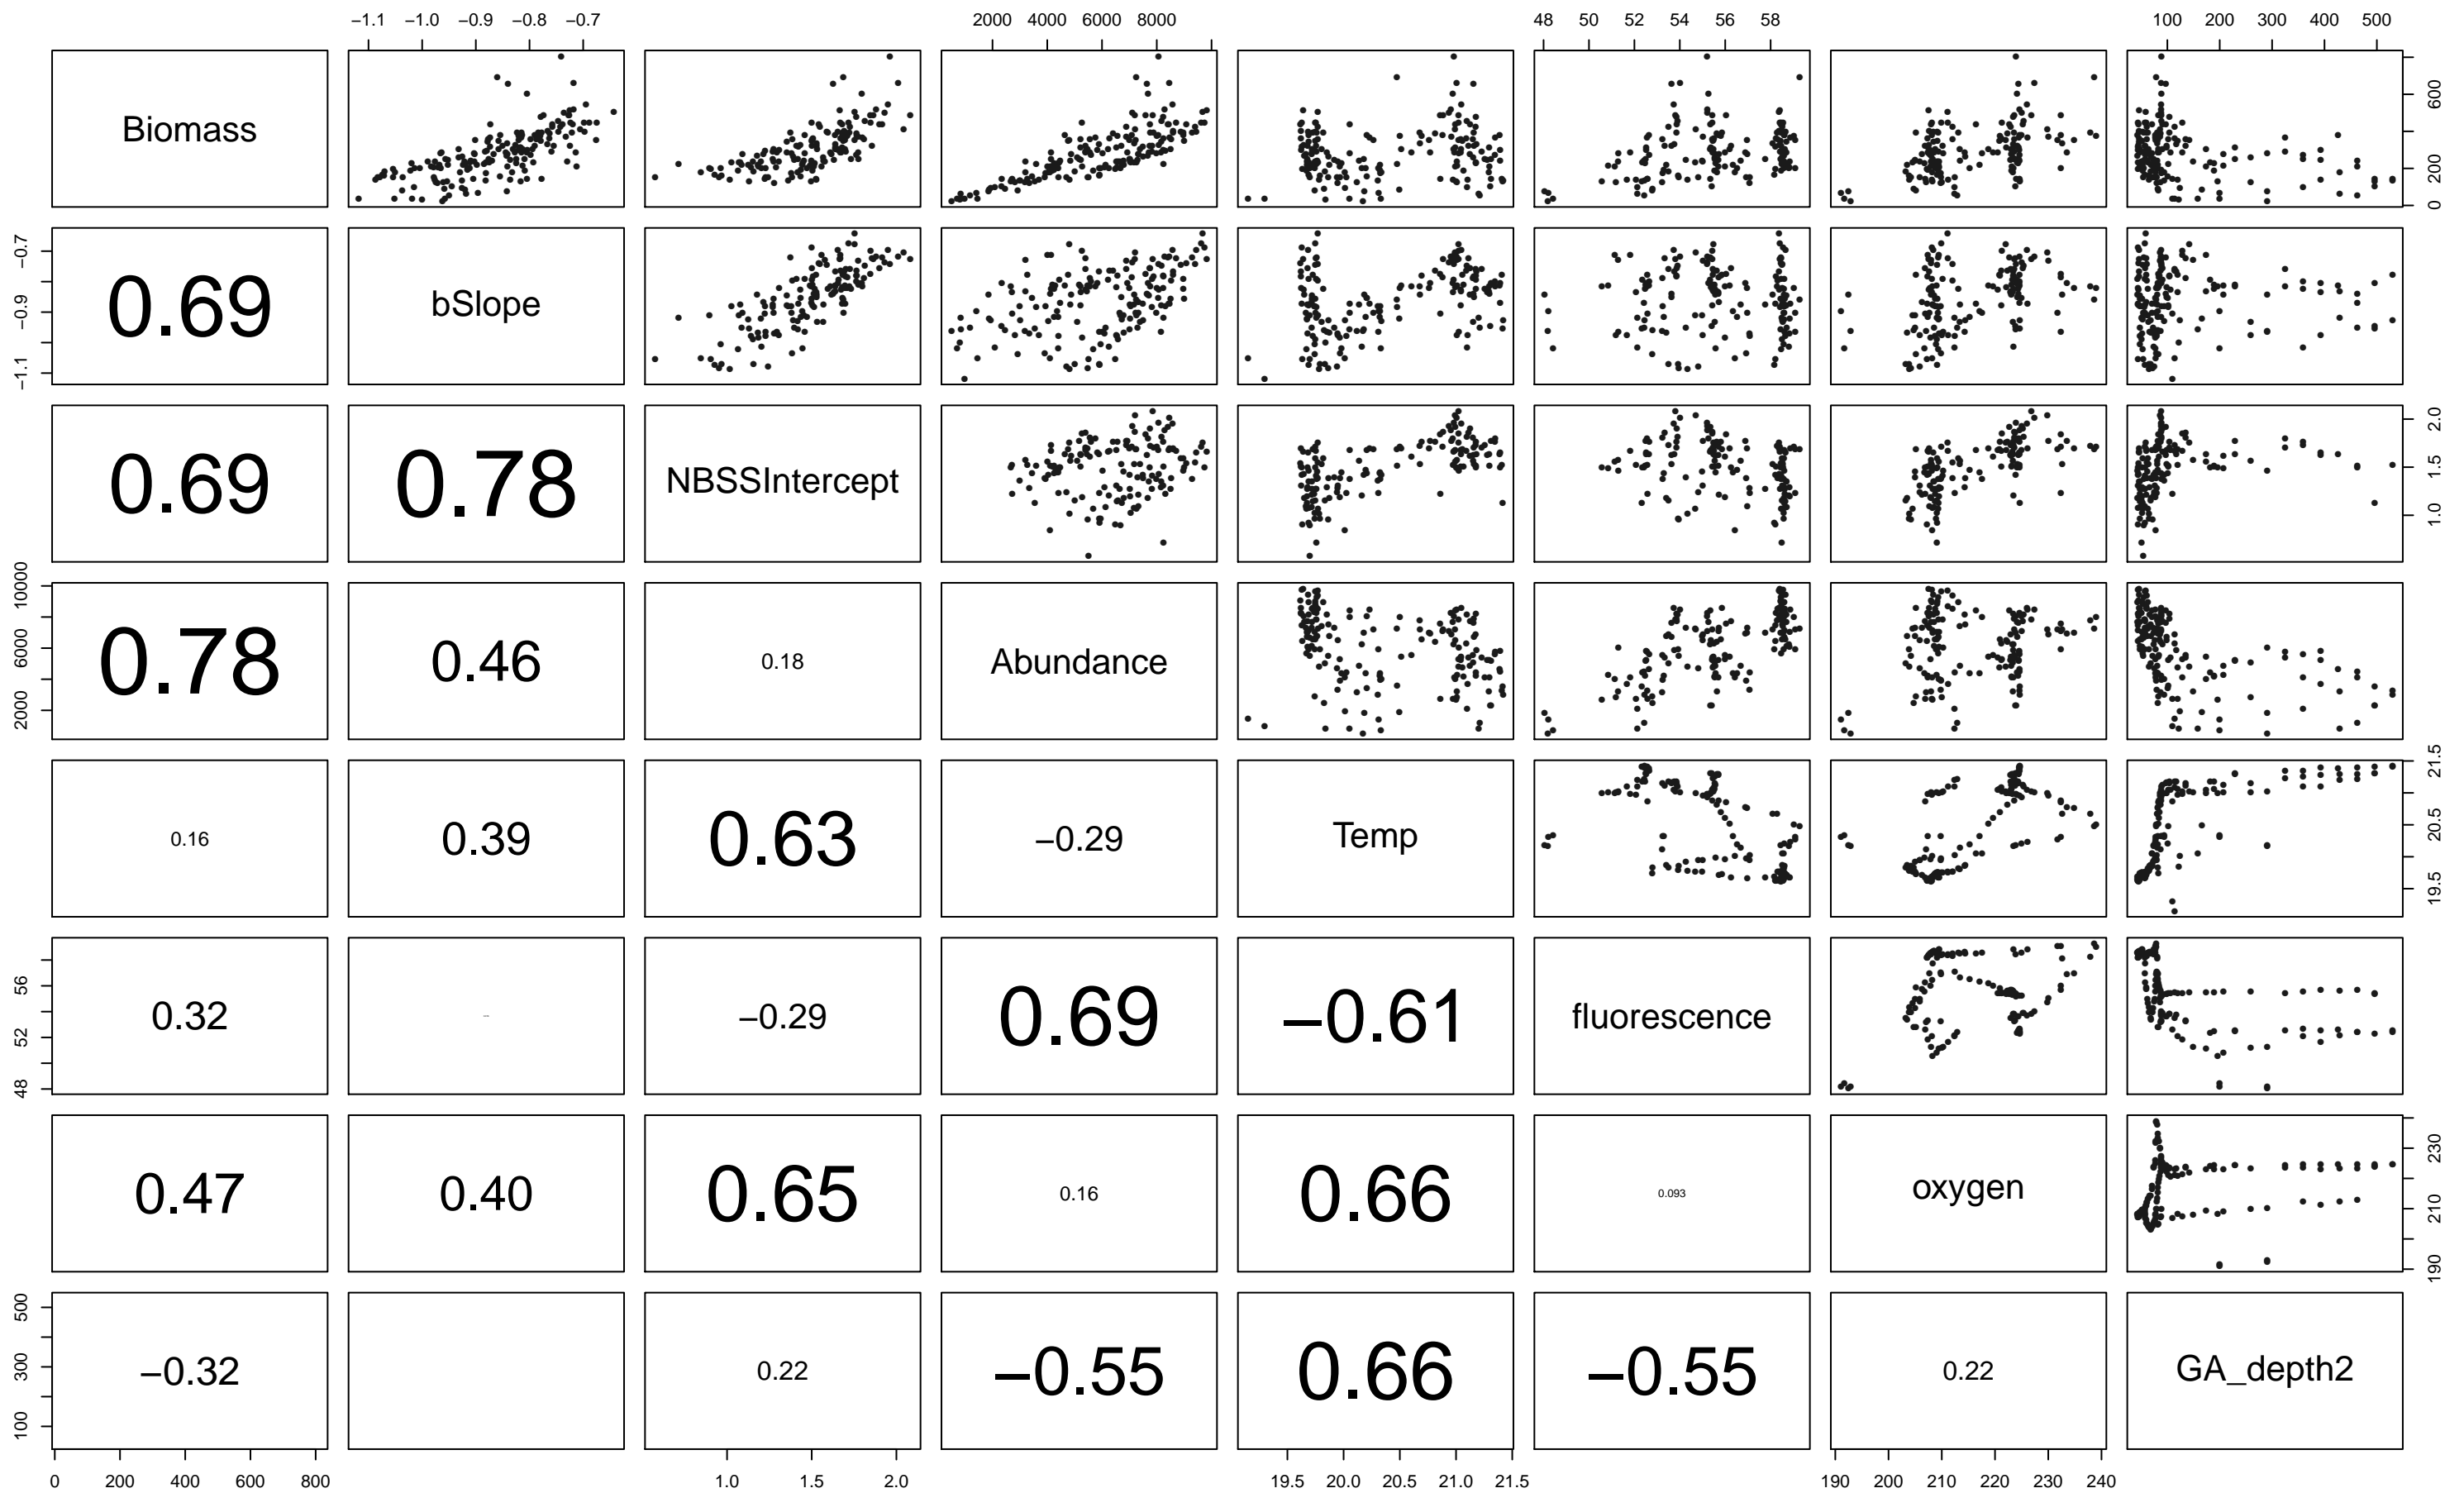 −1.1 −1.0 −0.9 −0.8 −0.7 2000 4000 6000 8000 48 50 52 54 56 58 100 200 300 400 500
Biomass 0 200 600
−1.1 −0.9 −0.7 0.69 bSlope
0.69 0.78 NBSSIntercept 1.0 1.5 2.0
2000 6000 10000 0.78 0.46 0.18 Abundance
0.16 0.39 0.63 −0.29 Temp 19.5 20.5 21.5
48 52 56 0.32 −0.29 0.69 −0.61 fluorescence
0.47 0.40 0.65 0.16 0.66 0.093 oxygen 190 210 230
100 300 500 −0.32 0.22 −0.55 0.66 −0.55 0.22 GA_depth2
0 200 400 600 800 1.0 1.5 2.0 19.5 20.0 20.5 21.0 21.5 190 200 210 220 230 240